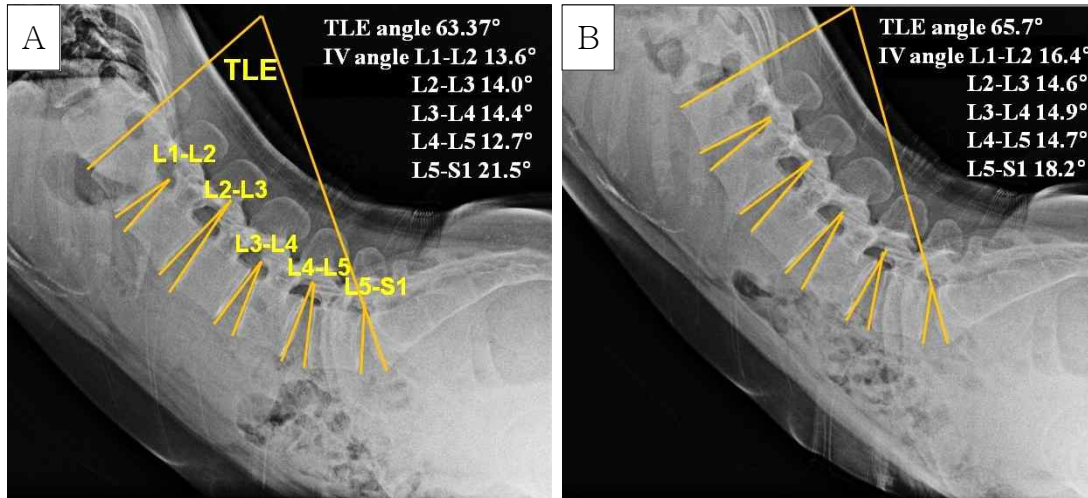 A
TLE angle 63.37°
IV angle L1-L2 13.6°
L2-L3 14.0°
L3-L4 14.4°
L4-L5 12.7°
L5-S1 21.5°
TLE
L1-L2
L2-L3
L3-L4
L4-L5
L5-S1
B
TLE angle 65.7°
IV angle L1-L2 16.4°
L2-L3 14.6°
L3-L4 14.9°
L4-L5 14.7°
L5-S1 18.2°